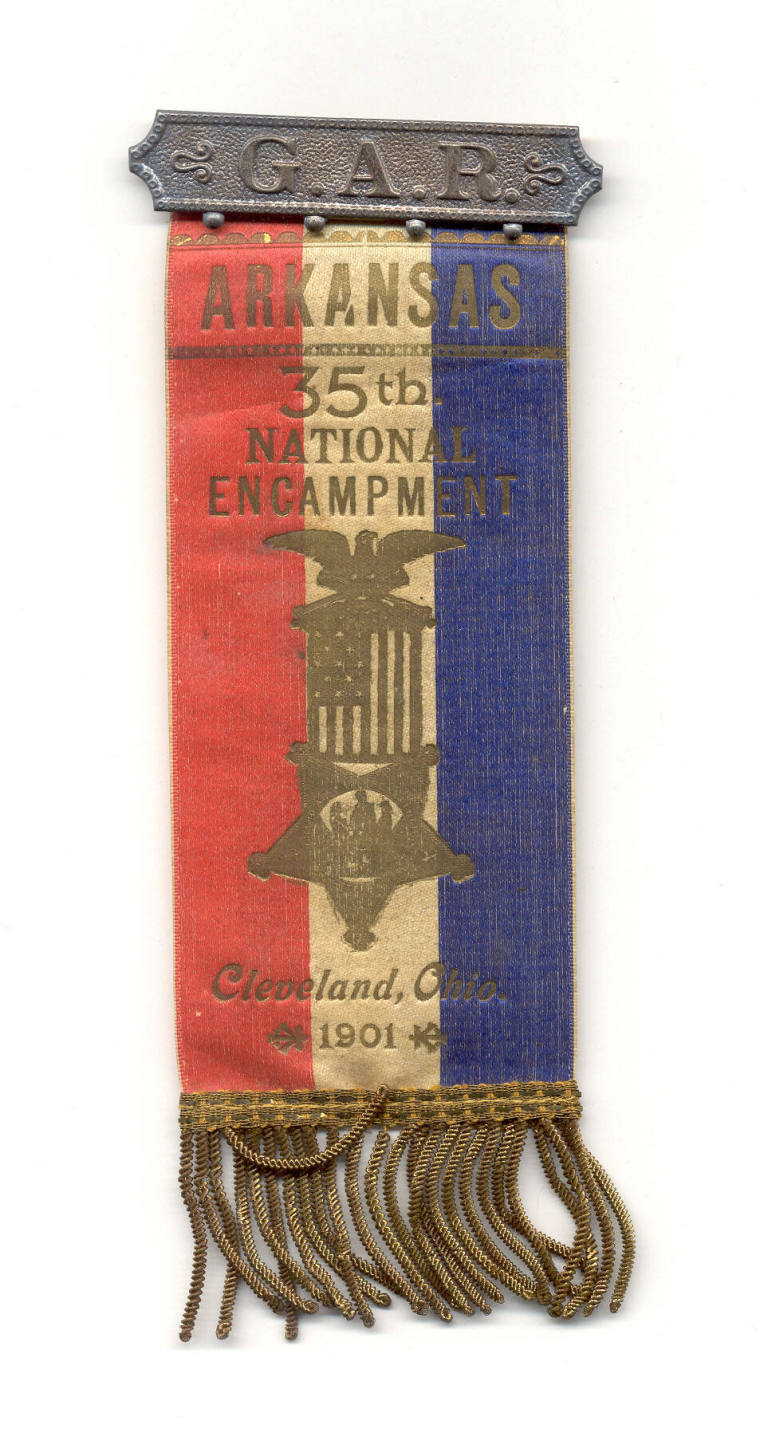 G.A.R.
ARKANSAS
35th.
NATIONAL
ENCAMPMENT
Cleveland, Ohio.
1901